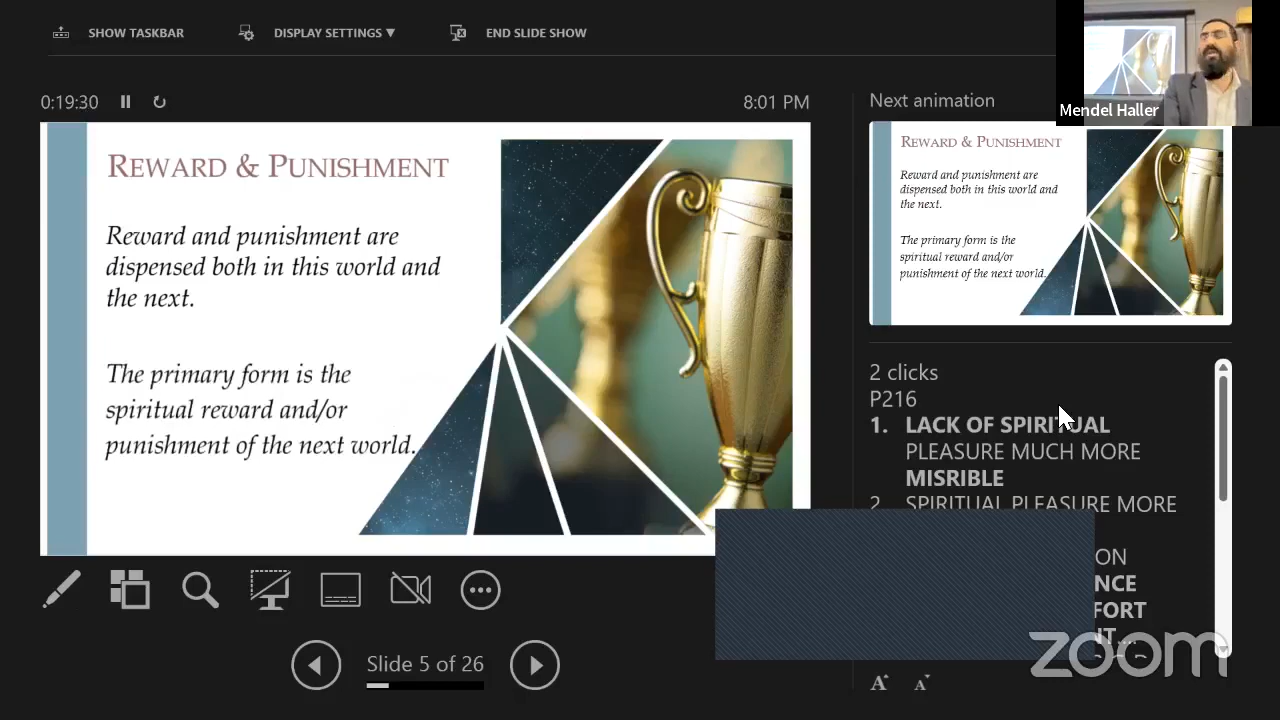 SHOW TASKBAR
DISPLAY SETTINGS ▼
END SLIDE SHOW
Mendel Haller
0:19:30
8:01 PM
REWARD & PUNISHMENT
Reward and punishment are
dispensed both in this world and
the next.
The primary form is the
spiritual reward and/or
punishment of the next world.
Slide 5 of 26
Next animation
REWARD & PUNISHMENT
Reward and punishment are
dispensed both in this world and
the next.
The primary form is the
spiritual reward and/or
punishment of the next world.
2 clicks
P216
1. LACK OF SPIRITUAL
PLEASURE MUCH MORE
MISRIBLE
2. SPIRITUAL PLEASURE MORE
ON
NCE
FORT
A A
zoom